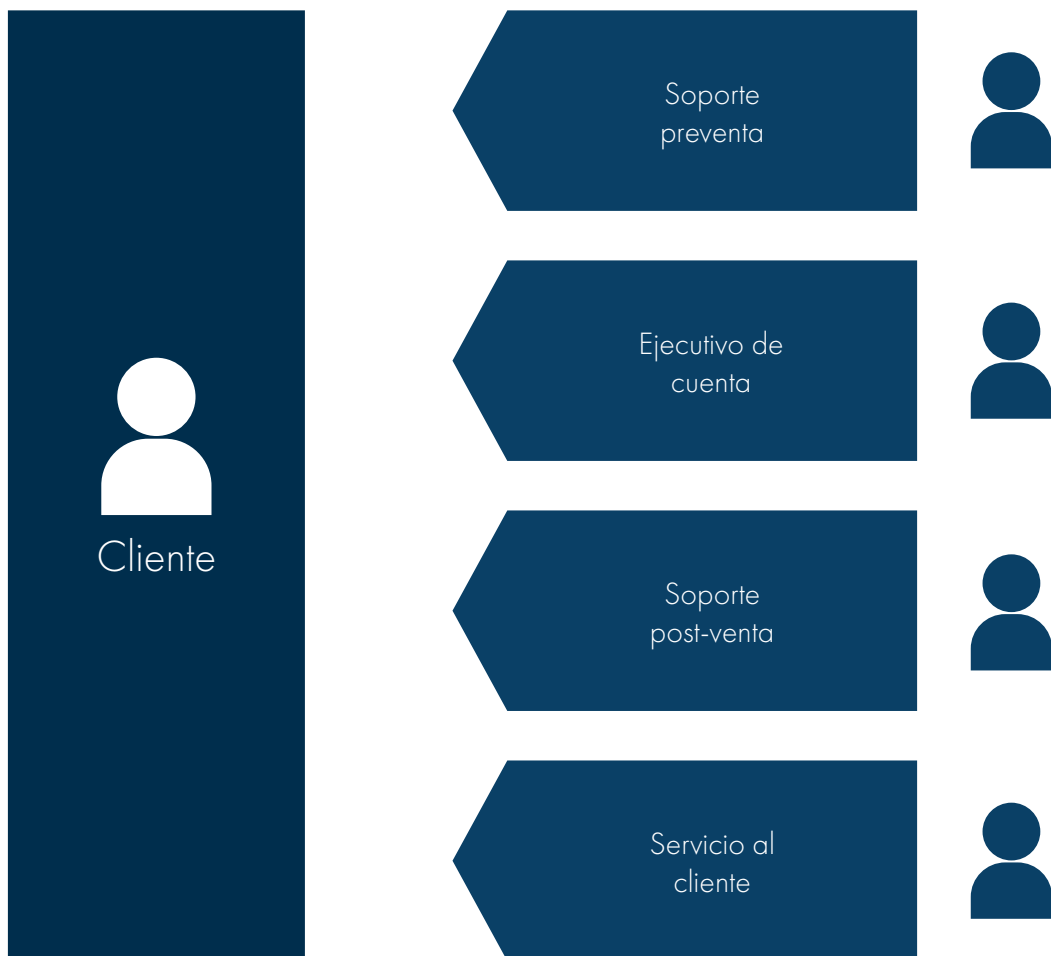 Cliente
Soporte
preventa
Ejecutivo de
cuenta
Soporte
post-venta
Servicio al
cliente